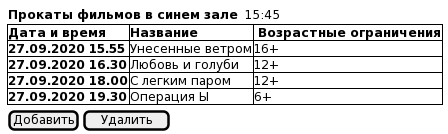 Прокаты фильмов в синем зале 15:45
Дата и время Название Возрастные ограничения
27.09.2020 15.55 Унесенные ветром 16+
27.09.2020 16.30 Любовь и голуби 12+
27.09.2020 18.00 С легким паром 12+
27.09.2020 19.30 Операция Ы 6+
Добавить Удалить